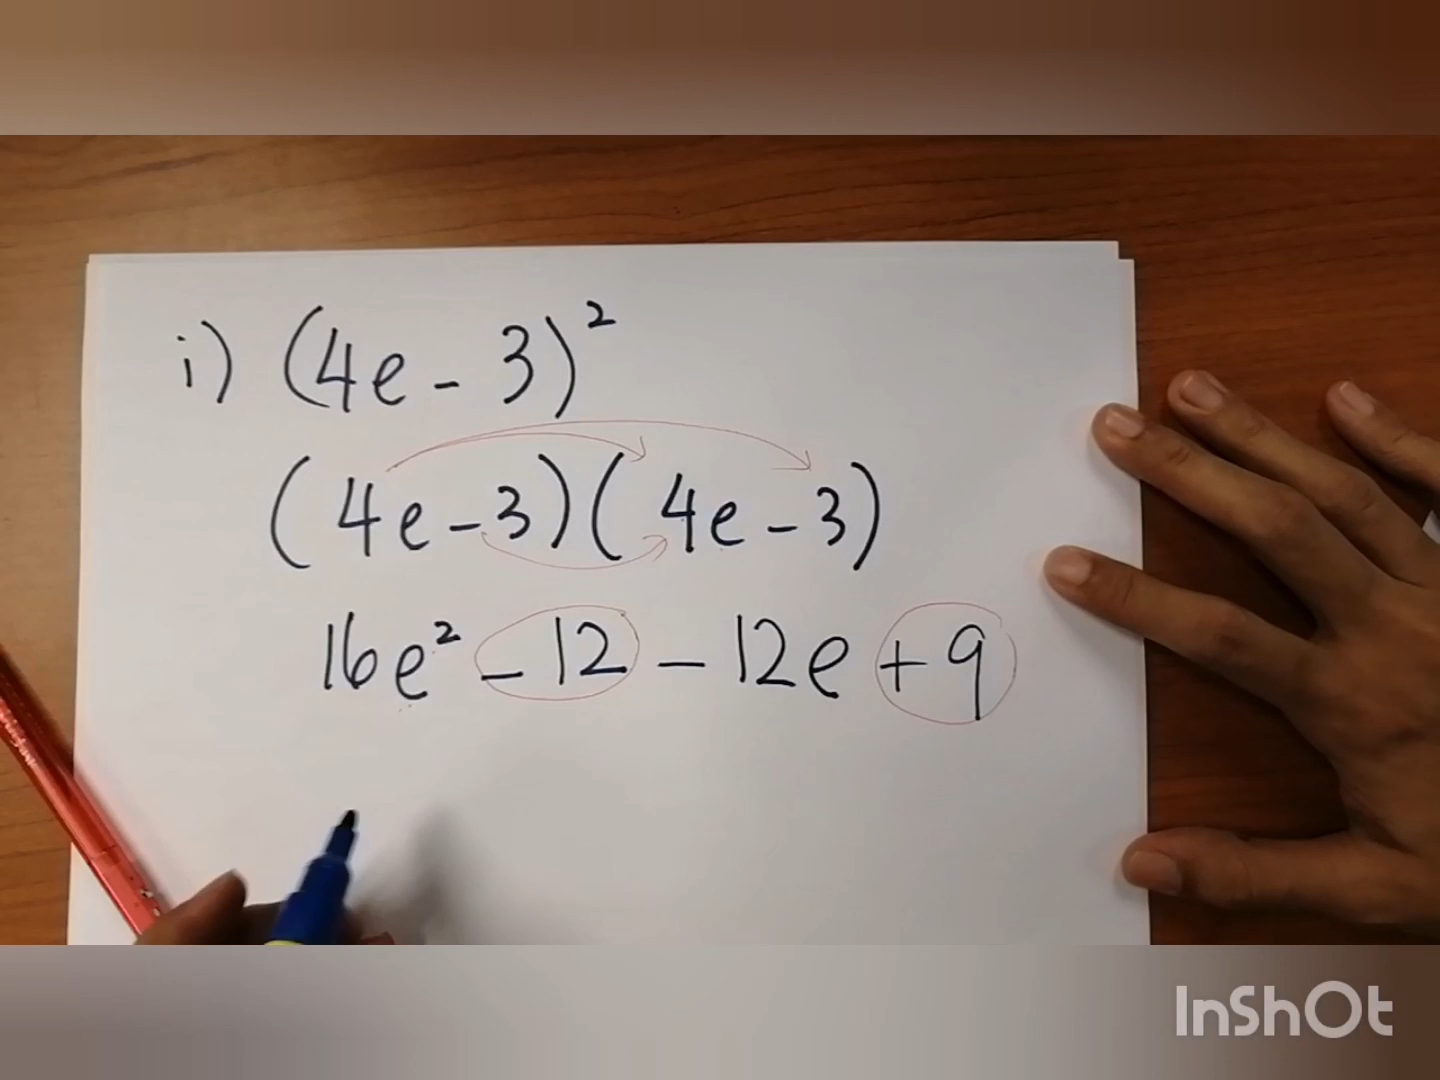 i) (4e - 3)²
(4e - 3)(4e - 3)
16e² - 12 - 12e + 9
InShOt